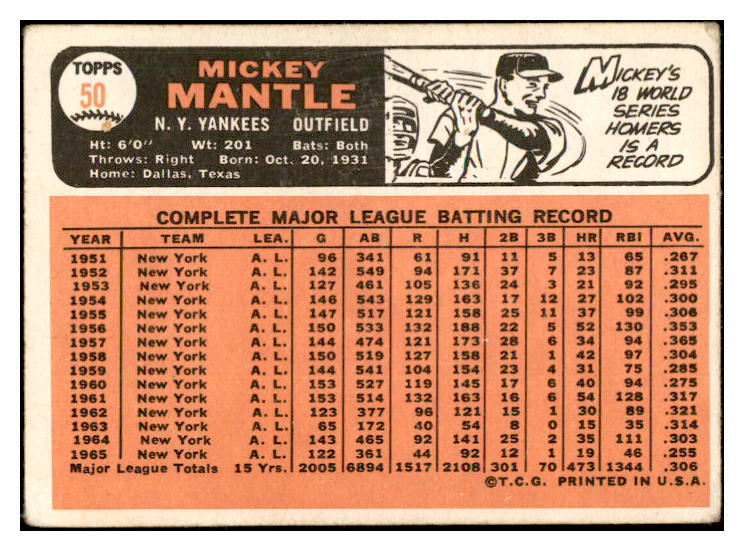 TOPPS
50
MICKEY
MANTLE
N. Y. YANKEES OUTFIELD
Ht: 6'0" Wt: 201 Bats: Both
Throws: Right Born: Oct. 20, 1931
Home: Dallas, Texas
MICKEY'S
18 WORLD
SERIES
HOMERS
IS A
RECORD
COMPLETE MAJOR LEAGUE BATTING RECORD
YEAR TEAM LEA. G AB R H 2B 3B HR RBI AVG.
1951 New York A. L. 96 341 61 91 11 5 13 65 .267
1952 New York A. L. 142 549 94 171 37 7 23 87 .311
1953 New York A. L. 127 461 105 136 24 3 21 92 .295
1954 New York A. L. 146 543 129 163 17 12 27 102 .300
1955 New York A. L. 147 517 121 158 25 11 37 99 .306
1956 New York A. L. 150 533 132 188 22 5 52 130 .353
1957 New York A. L. 144 474 121 173 28 6 34 94 .365
1958 New York A. L. 150 519 127 158 21 1 42 97 .304
1959 New York A. L. 144 541 104 154 23 4 31 75 .285
1960 New York A. L. 153 527 119 145 17 6 40 94 .275
1961 New York A. L. 153 514 132 163 16 6 54 128 .317
1962 New York A. L. 123 377 96 121 15 1 30 89 .321
1963 New York A. L. 65 172 40 54 8 0 15 35 .314
1964 New York A. L. 143 465 92 141 25 2 35 111 .303
1965 New York A. L. 122 361 44 92 12 1 19 46 .255
Major League Totals 15 Yrs. 2005 6894 1517 2108 301 70 473 1344 .306
©T.C.G. PRINTED IN U.S.A.